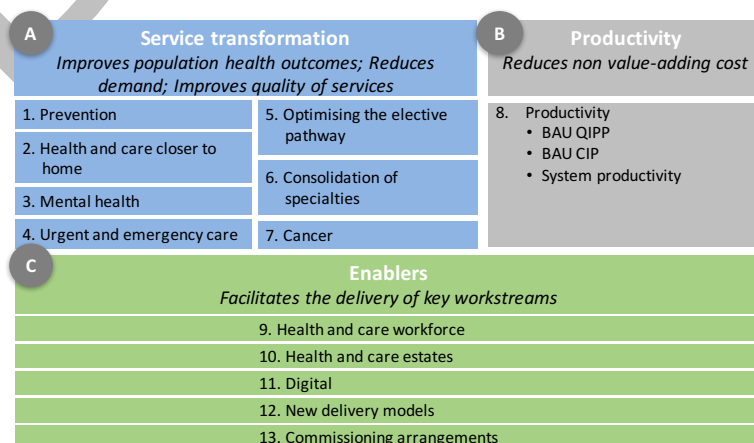 A
Service transformation
Improves population health outcomes; Reduces
demand; Improves quality of services
1. Prevention
2. Health and care closer to
home
3. Mental health
4. Urgent and emergency care
5. Optimising the elective
pathway
6. Consolidation of
specialties
7. Cancer
B
Productivity
Reduces non value-adding cost
8. Productivity
• BAU QIPP
• BAU CIP
• System productivity
C
Enablers
Facilitates the delivery of key workstreams
9. Health and care workforce
10. Health and care estates
11. Digital
12. New delivery models
13. Commissioning arrangements